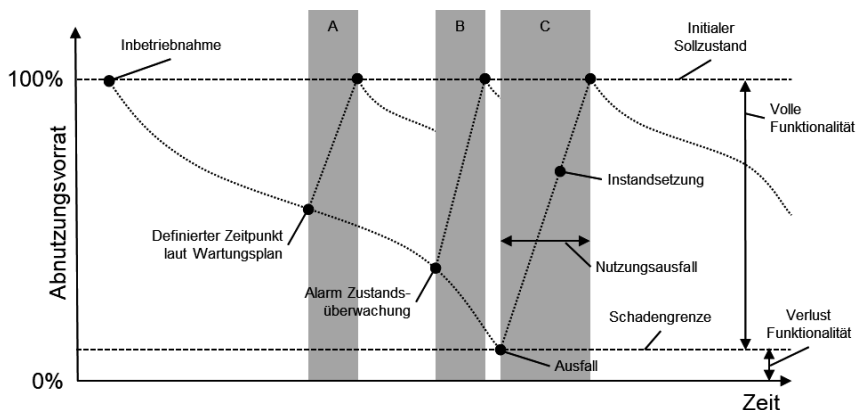 A
B
C
Initialer
Sollzustand
Inbetriebnahme
100%
Volle
Funktionalität
Instandsetzung
Definierter Zeitpunkt
laut Wartungsplan
Nutzungsausfall
Alarm Zustands-
überwachung
Schadengrenze
Verlust
Funktionalität
Ausfall
0%
Zeit
Abnutzungsvorrat